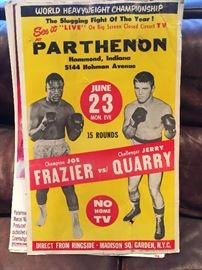 WORLD HEAVYWEIGHT CHAMPIONSHIP
The Slugging Fight Of The Year!
See it "LIVE" On Big Screen Closed Circuit TV
AT
PARTHENON
Hammond, Indiana
5144 Hohman Avenue
JUNE
23
MON. EVE
15 ROUNDS
Champion JOE
FRAZIER
vs/
Challenger JERRY
QUARRY
NO
HOME
TV
DIRECT FROM RINGSIDE - MADISON SQ. GARDEN, N.Y.C.